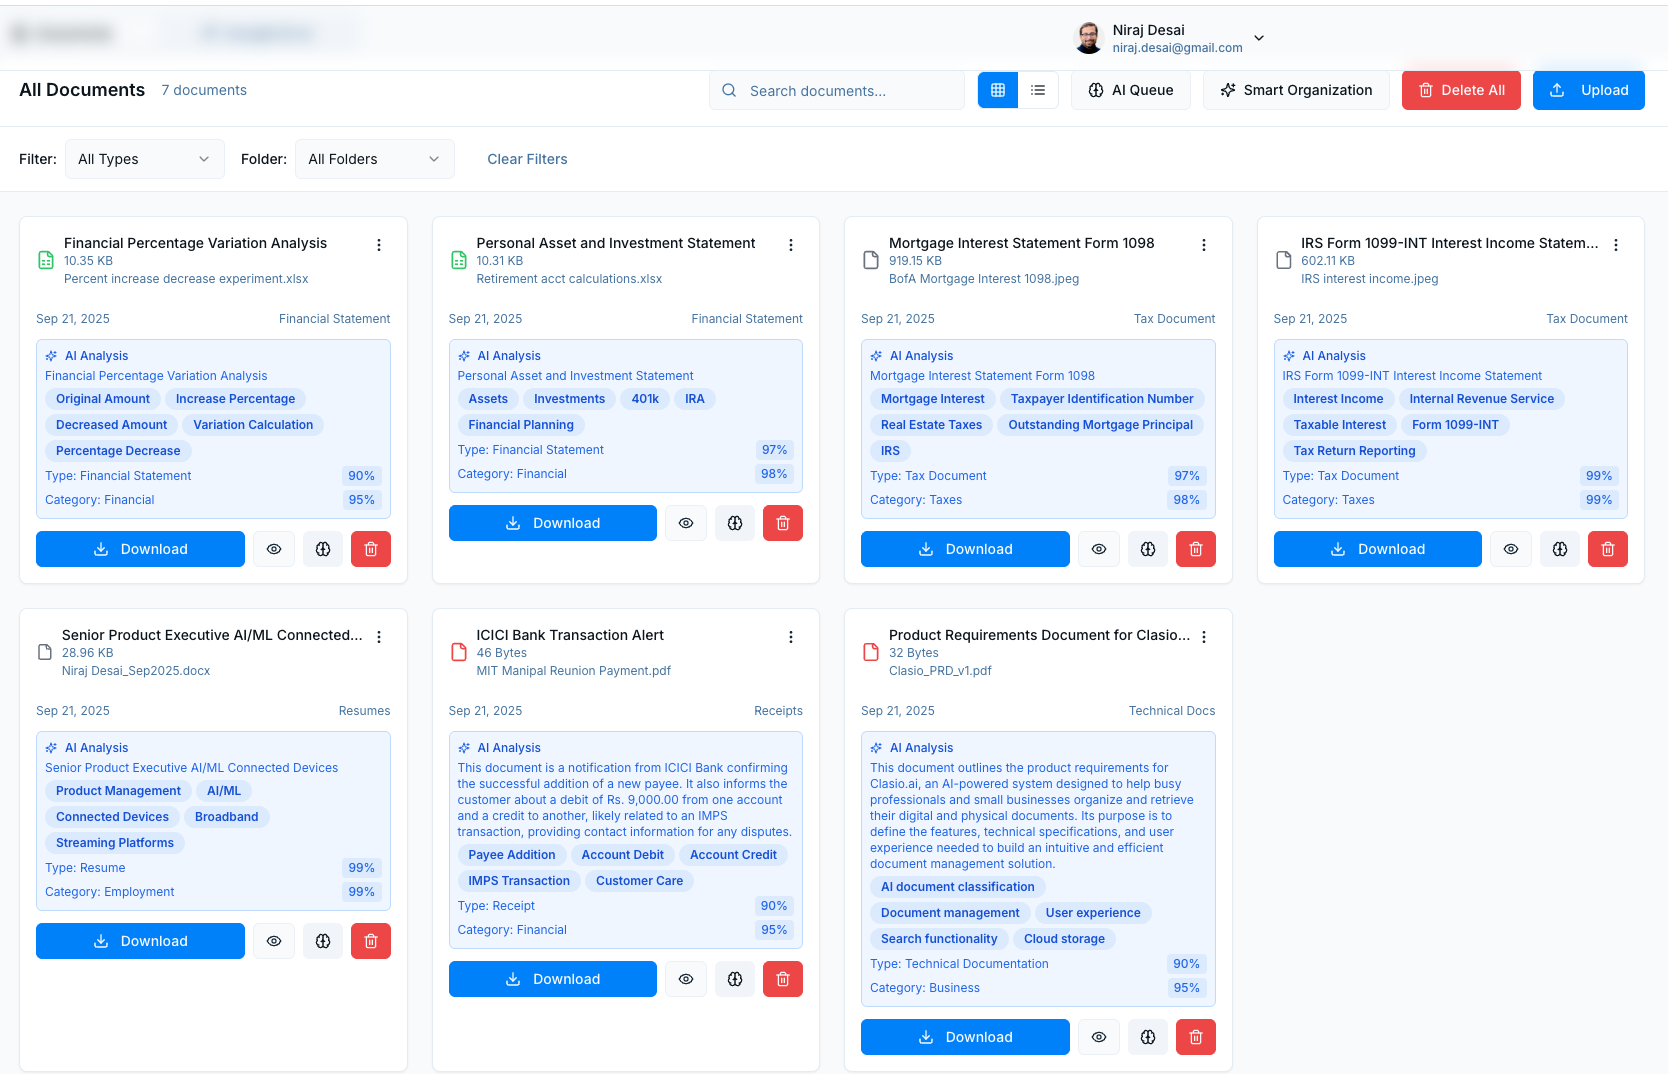 Niraj Desai
niraj.desai@gmail.com
All Documents
7 documents
Search documents...
AI Queue
Smart Organization
Delete All
Upload
Filter:
All Types
Folder:
All Folders
Clear Filters
Financial Percentage Variation Analysis
10.35 KB
Percent increase decrease experiment.xlsx
Sep 21, 2025
Financial Statement
AI Analysis
Financial Percentage Variation Analysis
Original Amount
Increase Percentage
Decreased Amount
Variation Calculation
Percentage Decrease
Type: Financial Statement
90%
Category: Financial
95%
Download
Personal Asset and Investment Statement
10.31 KB
Retirement acct calculations.xlsx
Sep 21, 2025
Financial Statement
AI Analysis
Personal Asset and Investment Statement
Assets
Investments
401k
IRA
Financial Planning
Type: Financial Statement
97%
Category: Financial
98%
Download
Mortgage Interest Statement Form 1098
919.15 KB
BofA Mortgage Interest 1098.jpeg
Sep 21, 2025
Tax Document
AI Analysis
Mortgage Interest Statement Form 1098
Mortgage Interest
Taxpayer Identification Number
Real Estate Taxes
Outstanding Mortgage Principal
IRS
Type: Tax Document
97%
Category: Taxes
98%
Download
IRS Form 1099-INT Interest Income Statem...
602.11 KB
IRS interest income.jpeg
Sep 21, 2025
Tax Document
AI Analysis
IRS Form 1099-INT Interest Income Statement
Interest Income
Internal Revenue Service
Taxable Interest
Form 1099-INT
Tax Return Reporting
Type: Tax Document
99%
Category: Taxes
99%
Download
Senior Product Executive AI/ML Connected...
28.96 KB
Niraj Desai_Sep2025.docx
Sep 21, 2025
Resumes
AI Analysis
Senior Product Executive AI/ML Connected Devices
Product Management
AI/ML
Connected Devices
Broadband
Streaming Platforms
Type: Resume
99%
Category: Employment
99%
Download
ICICI Bank Transaction Alert
46 Bytes
MIT Manipal Reunion Payment.pdf
Sep 21, 2025
Receipts
AI Analysis
This document is a notification from ICICI Bank confirming
the successful addition of a new payee. It also informs the
customer about a debit of Rs. 9,000.00 from one account
and a credit to another, likely related to an IMPS
transaction, providing contact information for any disputes.
Payee Addition
Account Debit
Account Credit
IMPS Transaction
Customer Care
Type: Receipt
90%
Category: Financial
95%
Download
Product Requirements Document for Clasio...
32 Bytes
Clasio_PRD_v1.pdf
Sep 21, 2025
Technical Docs
AI Analysis
This document outlines the product requirements for
Clasio.ai, an AI-powered system designed to help busy
professionals and small businesses organize and retrieve
their digital and physical documents. Its purpose is to
define the features, technical specifications, and user
experience needed to build an intuitive and efficient
document management solution.
AI document classification
Document management
User experience
Search functionality
Cloud storage
Type: Technical Documentation
90%
Category: Business
95%
Download